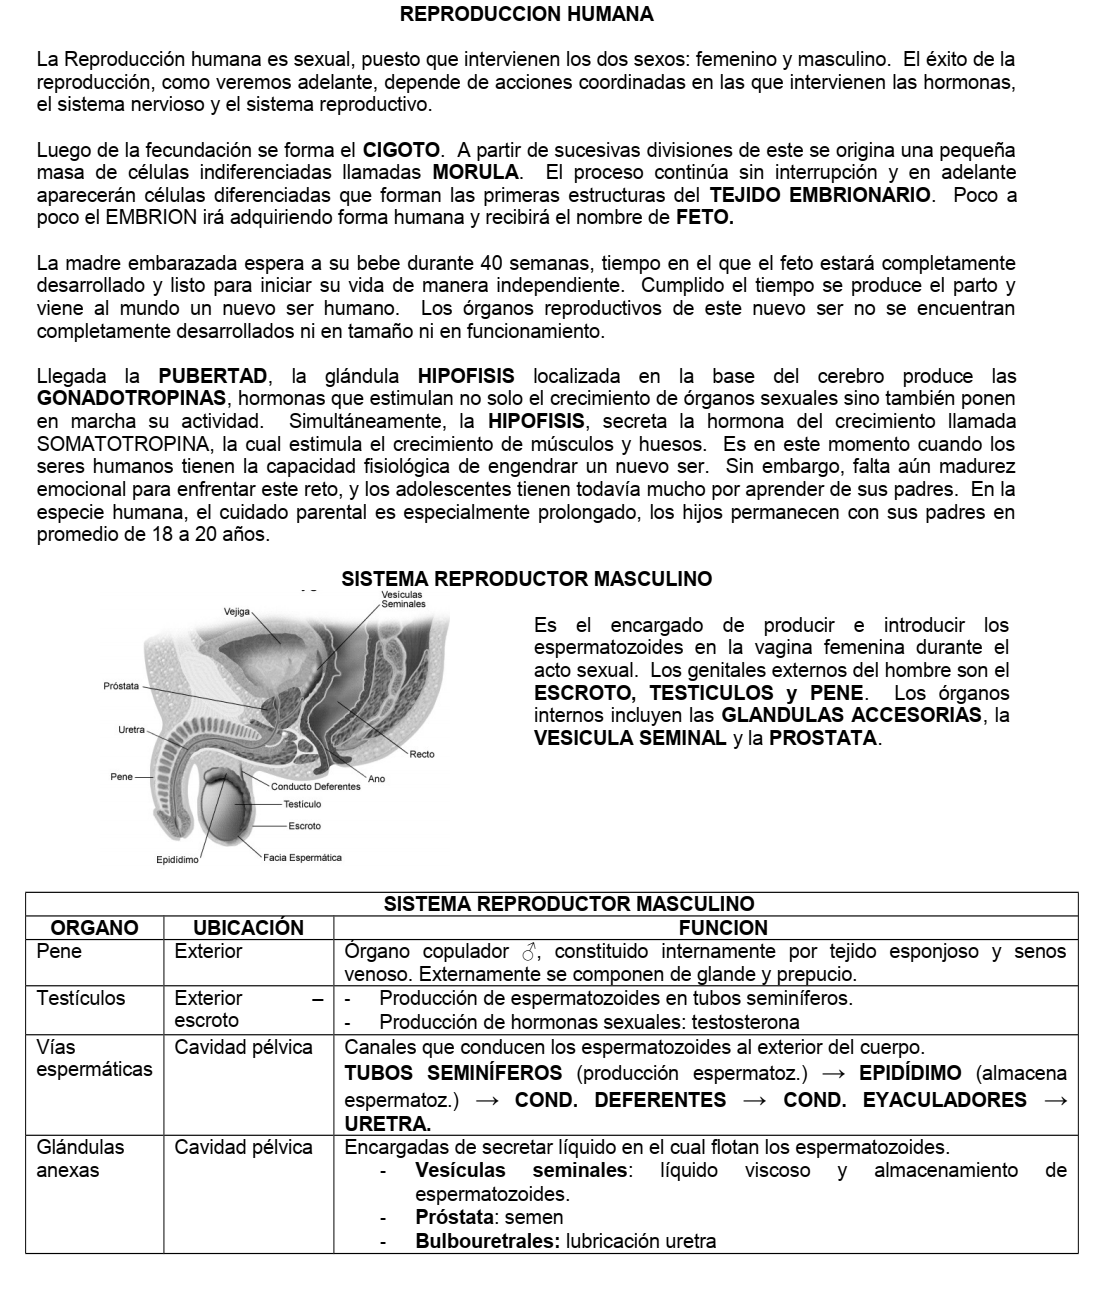 REPRODUCCION HUMANA
La Reproducción humana es sexual, puesto que intervienen los dos sexos: femenino y masculino. El éxito de la
reproducción, como veremos adelante, depende de acciones coordinadas en las que intervienen las hormonas,
el sistema nervioso y el sistema reproductivo.
Luego de la fecundación se forma el CIGOTO. A partir de sucesivas divisiones de este se origina una pequeña
masa de células indiferenciadas llamadas MORULA. El proceso continúa sin interrupción y en adelante
aparecerán células diferenciadas que forman las primeras estructuras del TEJIDO EMBRIONARIO. Poco a
poco el EMBRION irá adquiriendo forma humana y recibirá el nombre de FETO.
La madre embarazada espera a su bebe durante 40 semanas, tiempo en el que el feto estará completamente
desarrollado y listo para iniciar su vida de manera independiente. Cumplido el tiempo se produce el parto y
viene al mundo un nuevo ser humano. Los órganos reproductivos de este nuevo ser no se encuentran
completamente desarrollados ni en tamaño ni en funcionamiento.
Llegada la PUBERTAD, la glándula HIPOFISIS localizada en la base del cerebro produce las
GONADOTROPINAS, hormonas que estimulan no solo el crecimiento de órganos sexuales sino también ponen
en marcha su actividad. Simultáneamente, la HIPOFISIS, secreta la hormona del crecimiento llamada
SOMATOTROPINA, la cual estimula el crecimiento de músculos y huesos. Es en este momento cuando los
seres humanos tienen la capacidad fisiológica de engendrar un nuevo ser. Sin embargo, falta aún madurez
emocional para enfrentar este reto, y los adolescentes tienen todavía mucho por aprender de sus padres. En la
especie humana, el cuidado parental es especialmente prolongado, los hijos permanecen con sus padres en
promedio de 18 a 20 años.
SISTEMA REPRODUCTOR MASCULINO
Vesículas
Seminales
Vejiga
Próstata
Uretra
Pene
Recto
Ano
Conducto Deferentes
Testículo
Escroto
Facia Espermática
Epidídimo
Es el encargado de producir e introducir los
espermatozoides en la vagina femenina durante el
acto sexual. Los genitales externos del hombre son el
ESCROTO, TESTICULOS y PENE. Los órganos
internos incluyen las GLANDULAS ACCESORIAS, la
VESICULA SEMINAL y la PROSTATA.
SISTEMA REPRODUCTOR MASCULINO
ORGANO UBICACIÓN FUNCION
Pene Exterior Órgano copulador ♂, constituido internamente por tejido esponjoso y senos
venoso. Externamente se componen de glande y prepucio.
Testículos Exterior – - Producción de espermatozoides en tubos seminíferos.
escroto - Producción de hormonas sexuales: testosterona
Vías Cavidad pélvica Canales que conducen los espermatozoides al exterior del cuerpo.
espermáticas TUBOS SEMINÍFEROS (producción espermatoz.) → EPIDÍDIMO (almacena
espermatoz.) → COND. DEFERENTES → COND. EYACULADORES →
URETRA.
Glándulas Cavidad pélvica Encargadas de secretar líquido en el cual flotan los espermatozoides.
anexas - Vesículas seminales: líquido viscoso y almacenamiento de
espermatozoides.
- Próstata: semen
- Bulbouretrales: lubricación uretra